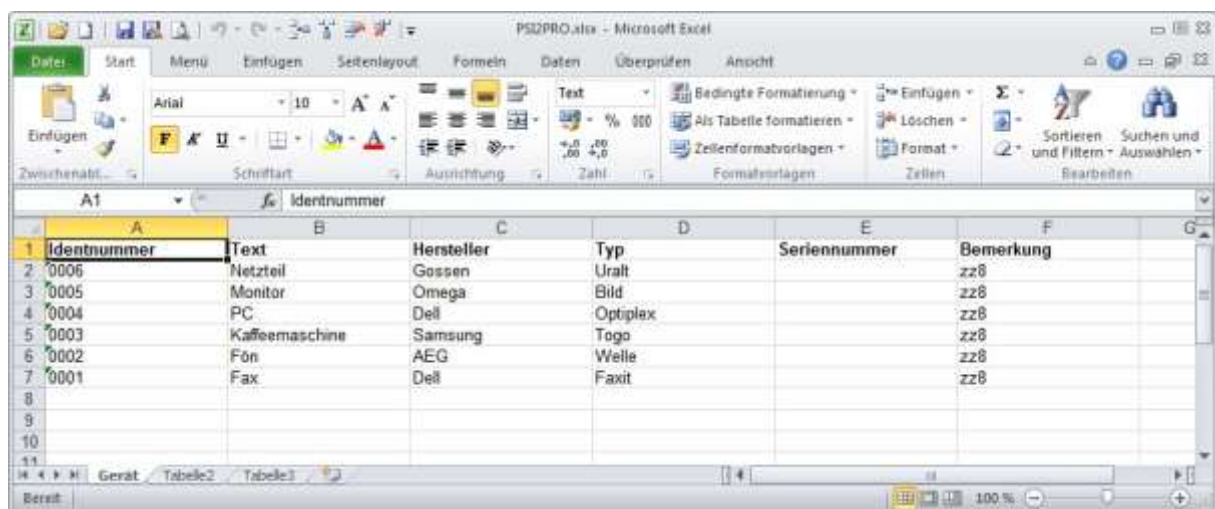 PSI2PRO.xlsx - Microsoft Excel
Datei Start Menü Einfügen Seitenlayout Formeln Daten Überprüfen Ansicht
Einfügen
Arial 10
F K U
Text
% 000
Bedingte Formatierung
Als Tabelle formatieren
Zellenformatvorlagen
Einfügen
Löschen
Format
Σ
Sortieren und Filtern
Suchen und Auswählen
Zwischenabl... Schriftart Ausrichtung Zahl Formatvorlagen Zellen Bearbeiten
A1 fx Identnummer
A B C D E F G
1 Identnummer Text Hersteller Typ Seriennummer Bemerkung
2 0006 Netzteil Gossen Uralt zz8
3 0005 Monitor Omega Bild zz8
4 0004 PC Dell Optiplex zz8
5 0003 Kaffeemaschine Samsung Togo zz8
6 0002 Fön AEG Welle zz8
7 0001 Fax Dell Faxit zz8
8
9
10
11
Gerät Tabelle2 Tabelle3
Bereit 100 %